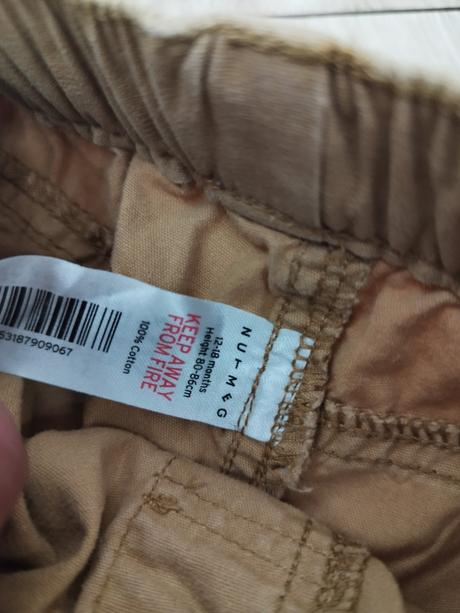 NUTMEG
12-18 months
Height 80-86cm
KEEP AWAY
FROM FIRE
100% Cotton
53187909067